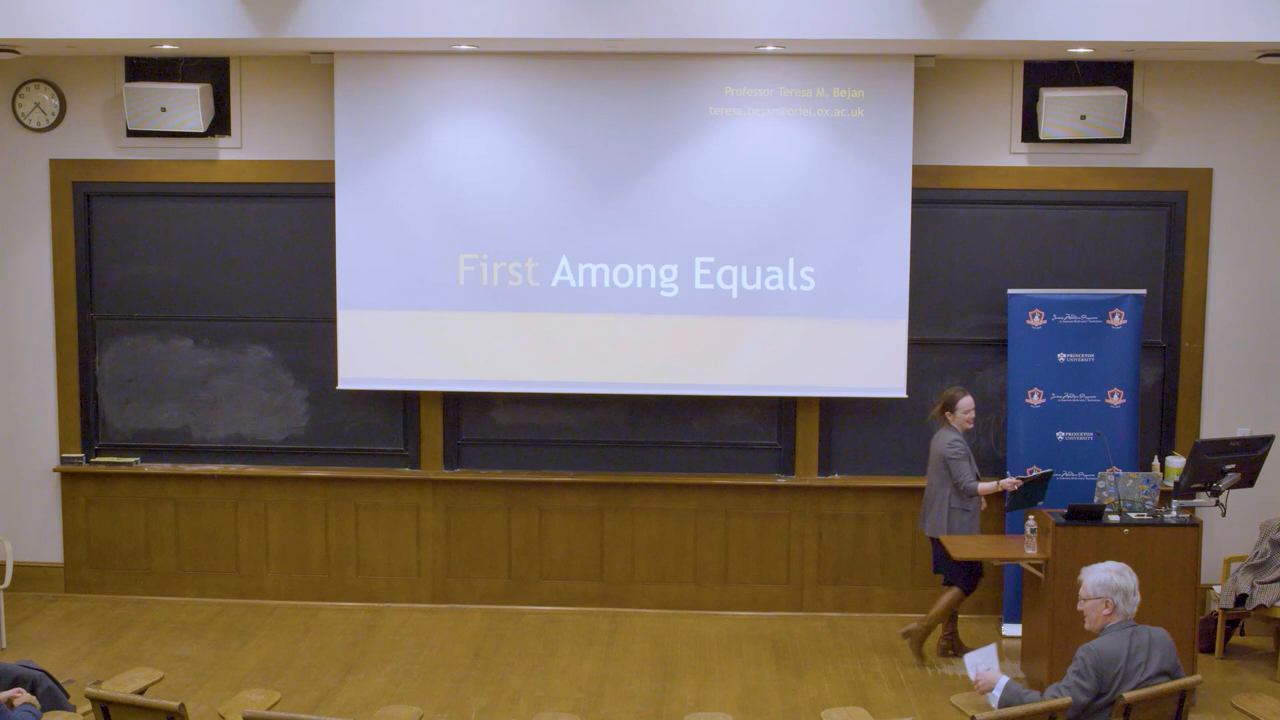 Professor Teresa M. Bejan
teresa.bejan@oriel.ox.ac.uk
First Among Equals
PRINCETON
UNIVERSITY
PRINCETON
UNIVERSITY